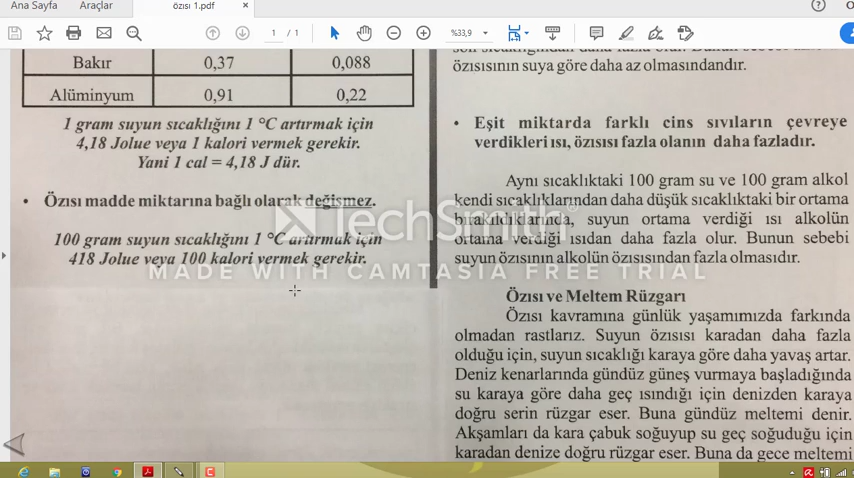 Ana Sayfa
Araçlar
özısı 1.pdf
×
1 / 1
%33,9
Bakır 0,37 0,088
Alüminyum 0,91 0,22
1 gram suyun sıcaklığını 1 °C artırmak için
4,18 Jolue veya 1 kalori vermek gerekir.
Yani 1 cal = 4,18 J dür.
• Özısı madde miktarına bağlı olarak değişmez.
100 gram suyun sıcaklığını 1 °C artırmak için
418 Jolue veya 100 kalori vermek gerekir.
özısısının suya göre daha az olmasındandır.
• Eşit miktarda farklı cins sıvıların çevreye
verdikleri ısı, özısısı fazla olanın daha fazladır.
Aynı sıcaklıktaki 100 gram su ve 100 gram alkol
kendi sıcaklıklarından daha düşük sıcaklıktaki bir ortama
bırakıldıklarında, suyun ortama verdiği ısı alkolün
ortama verdiği ısıdan daha fazla olur. Bunun sebebi
suyun özısının alkolün özısısından fazla olmasıdır.
Özısı ve Meltem Rüzgarı
Özısı kavramına günlük yaşamımızda farkında
olmadan rastlarız. Suyun özısısı karadan daha fazla
olduğu için, suyun sıcaklığı karaya göre daha yavaş artar.
Deniz kenarlarında gündüz güneş vurmaya başladığında
su karaya göre daha geç ısındığı için denizden karaya
doğru serin rüzgar eser. Buna gündüz meltemi denir.
Akşamları da kara çabuk soğuyup su geç soğuduğu için
karadan denize doğru rüzgar eser. Buna da gece meltemi
TechSmith
MADE WITH CAMTASIA FREE TRIAL